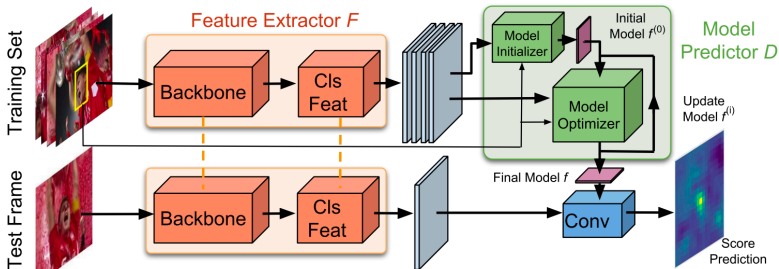 Feature Extractor F
Training Set
Backbone
Cls
Feat
Model
Initializer
Initial
Model f(0)
Model
Predictor D
Model
Optimizer
Update
Model f(i)
Final Model f
Test Frame
Backbone
Cls
Feat
Conv
Score
Prediction